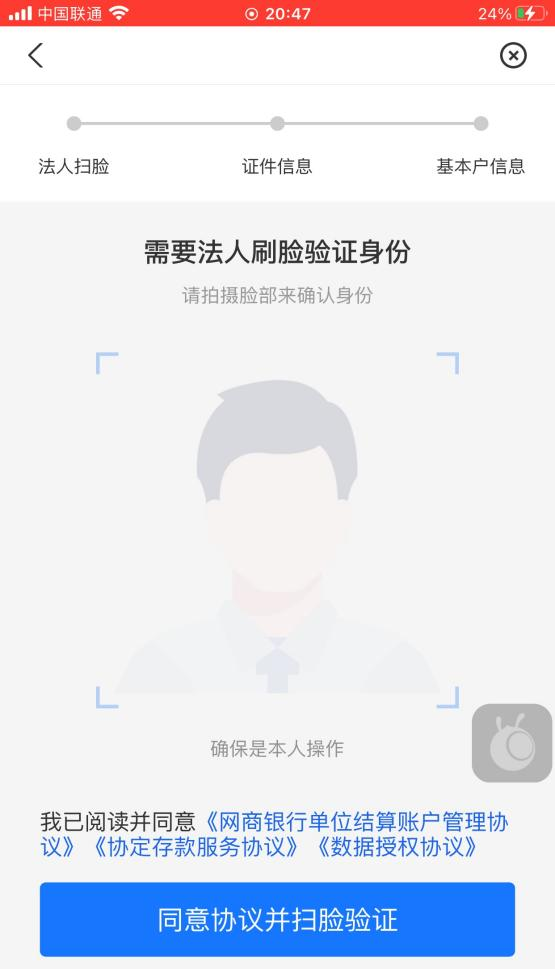 中国联通 20:47 24%
法人扫脸 证件信息 基本户信息
需要法人刷脸验证身份
请拍摄脸部来确认身份
确保是本人操作
我已阅读并同意《网商银行单位结算账户管理协
议》《协定存款服务协议》《数据授权协议》
同意协议并扫脸验证